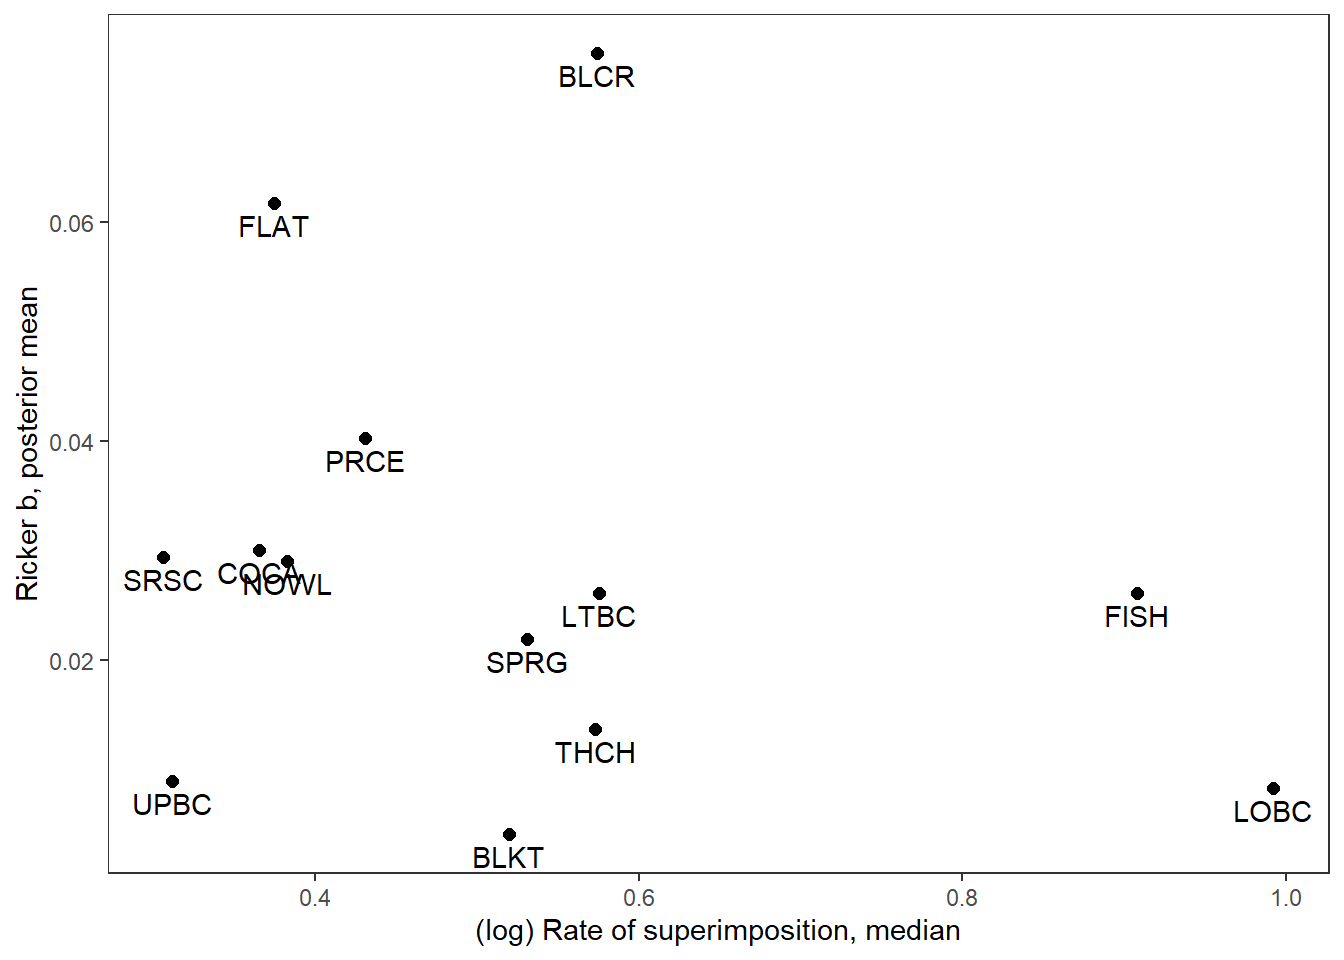 BLCR
FLAT
0.06
PRCE
0.04
COCA
NOWL
SRSC
LTBC
FISH
SPRG
0.02
THCH
UPBC
LOBC
BLKT
0.4 0.6 0.8 1.0
(log) Rate of superimposition, median
Ricker b, posterior mean